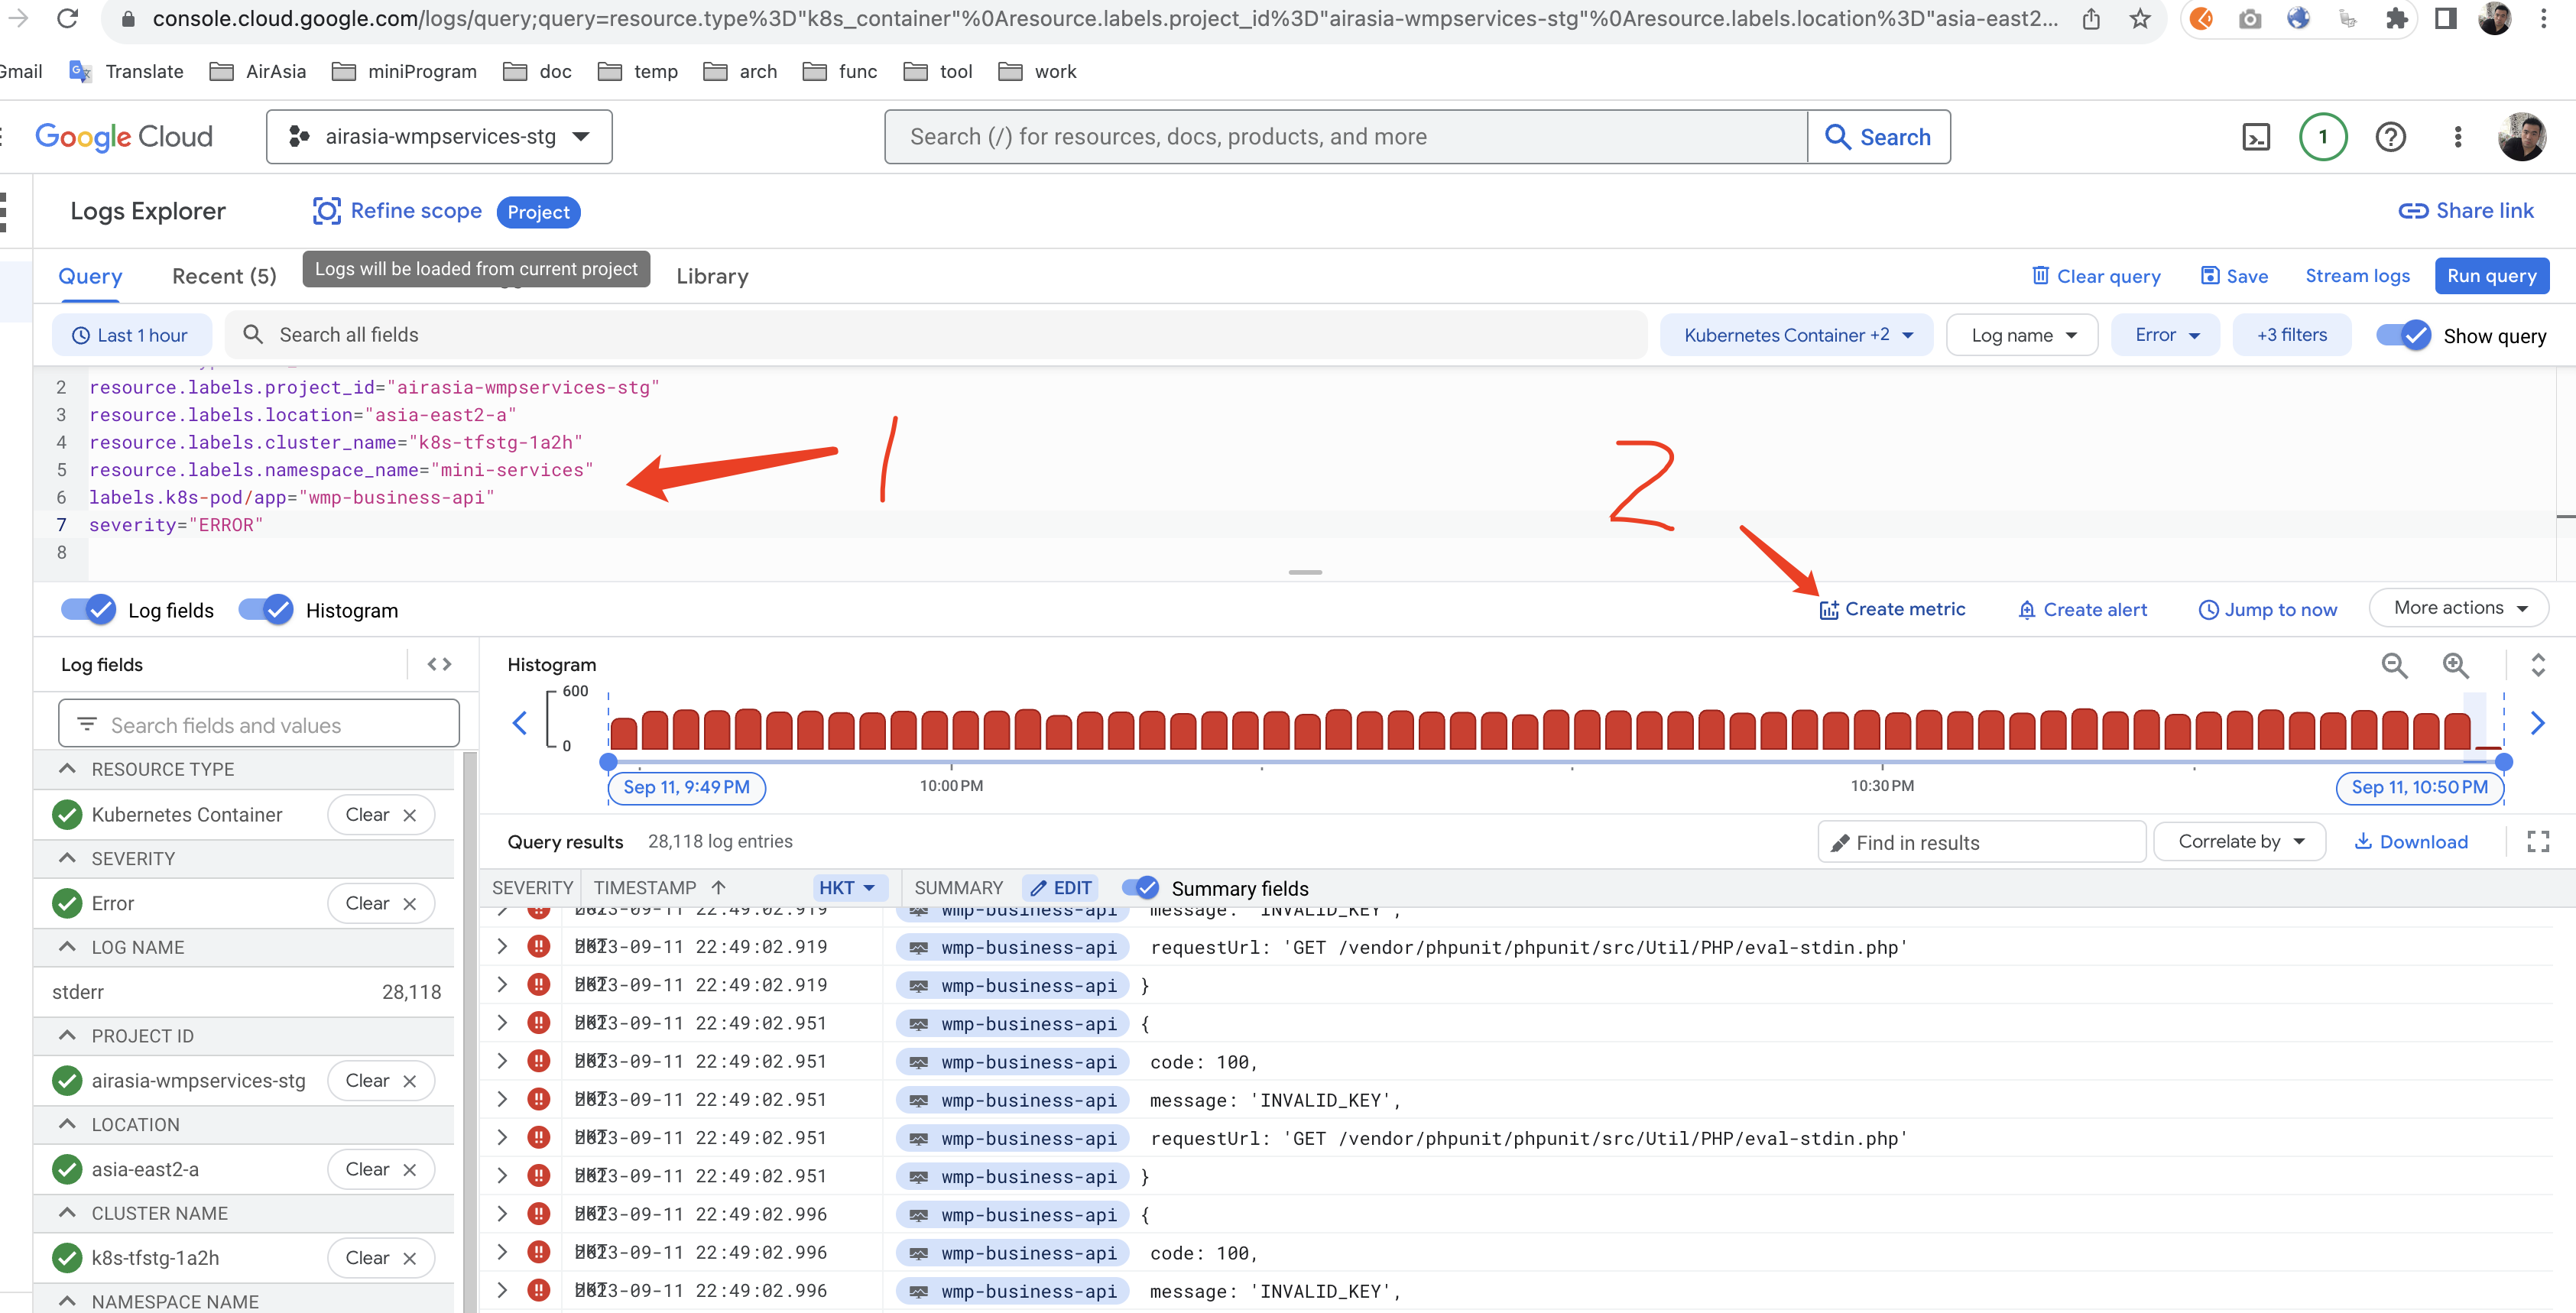 console.cloud.google.com/logs/query;query=resource.type%3D"k8s_container"%0Aresource.labels.project_id%3D"airasia-wmpservices-stg"%0Aresource.labels.location%3D"asia-east2...
Gmail Translate AirAsia miniProgram doc temp arch func tool work
Google Cloud airasia-wmpservices-stg Search (/) for resources, docs, products, and more Search 1
Logs Explorer Refine scope Project Share link
Logs will be loaded from current project
Query Recent (5) Library Clear query Save Stream logs Run query
Last 1 hour Search all fields Kubernetes Container +2 Log name Error +3 filters Show query
2 resource.labels.project_id="airasia-wmpservices-stg"
3 resource.labels.location="asia-east2-a"
4 resource.labels.cluster_name="k8s-tfstg-1a2h"
5 resource.labels.namespace_name="mini-services"
6 labels.k8s-pod/app="wmp-business-api"
7 severity="ERROR"
8
1
2
Log fields Histogram Create metric Create alert Jump to now More actions
Log fields
Search fields and values
RESOURCE TYPE
Kubernetes Container Clear
SEVERITY
Error Clear
LOG NAME
stderr 28,118
PROJECT ID
airasia-wmpservices-stg Clear
LOCATION
asia-east2-a Clear
CLUSTER NAME
k8s-tfstg-1a2h Clear
NAMESPACE NAME
Histogram
600
0
10:00 PM 10:30 PM
Sep 11, 9:49 PM Sep 11, 10:50 PM
Query results 28,118 log entries Find in results Correlate by Download
SEVERITY TIMESTAMP HKT SUMMARY EDIT Summary fields
2023-09-11 22:49:02.919 wmp-business-api message: 'INVALID_KEY',
2023-09-11 22:49:02.919 wmp-business-api requestUrl: 'GET /vendor/phpunit/phpunit/src/Util/PHP/eval-stdin.php'
2023-09-11 22:49:02.919 wmp-business-api }
2023-09-11 22:49:02.951 wmp-business-api {
2023-09-11 22:49:02.951 wmp-business-api code: 100,
2023-09-11 22:49:02.951 wmp-business-api message: 'INVALID_KEY',
2023-09-11 22:49:02.951 wmp-business-api requestUrl: 'GET /vendor/phpunit/phpunit/src/Util/PHP/eval-stdin.php'
2023-09-11 22:49:02.951 wmp-business-api }
2023-09-11 22:49:02.996 wmp-business-api {
2023-09-11 22:49:02.996 wmp-business-api code: 100,
2023-09-11 22:49:02.996 wmp-business-api message: 'INVALID_KEY',